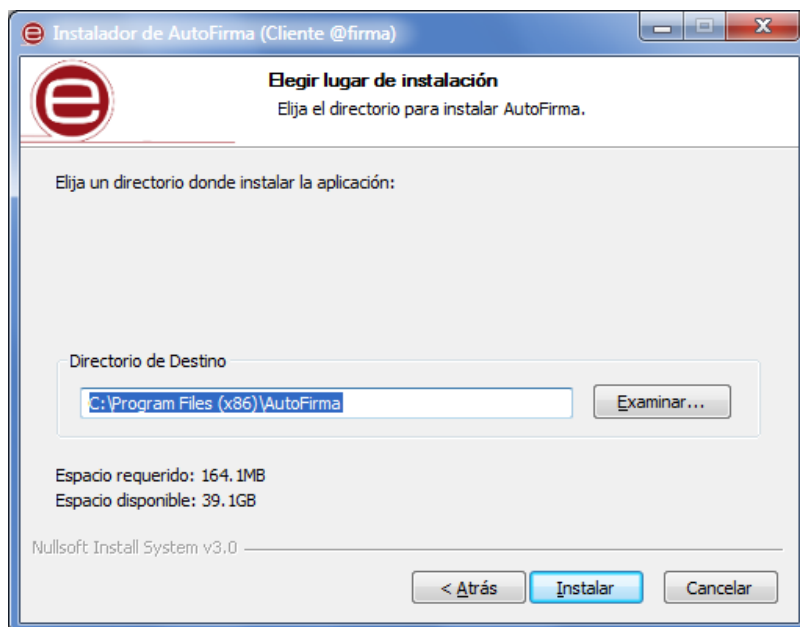 Instalador de AutoFirma (Cliente @firma)
Elegir lugar de instalación
Elija el directorio para instalar AutoFirma.
Elija un directorio donde instalar la aplicación:
Directorio de Destino
C:\Program Files (x86)\AutoFirma
Examinar...
Espacio requerido: 164.1MB
Espacio disponible: 39.1GB
Nullsoft Install System v3.0
< Atrás Instalar Cancelar